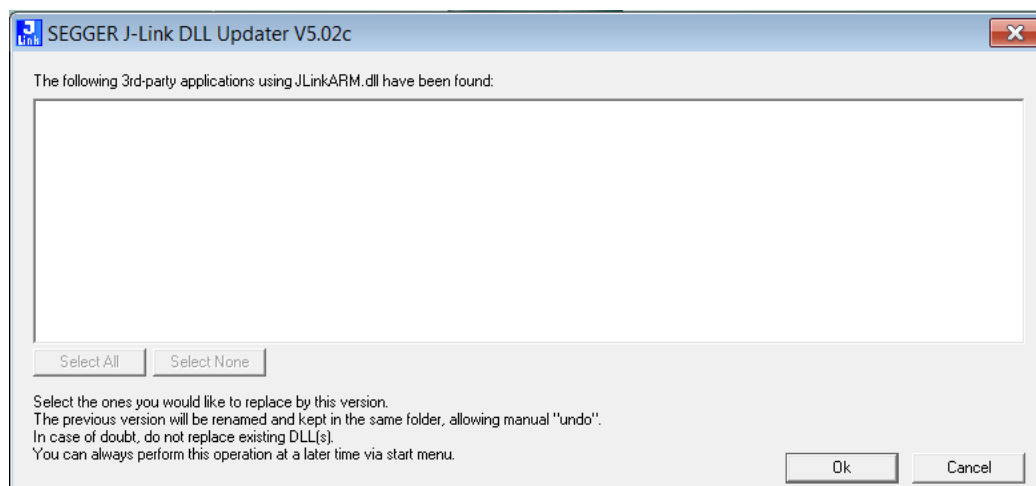 J Link
SEGGER J-Link DLL Updater V5.02c
The following 3rd-party applications using JLinkARM.dll have been found:
Select All
Select None
Select the ones you would like to replace by this version.
The previous version will be renamed and kept in the same folder, allowing manual "undo".
In case of doubt, do not replace existing DLL(s).
You can always perform this operation at a later time via start menu.
Ok
Cancel